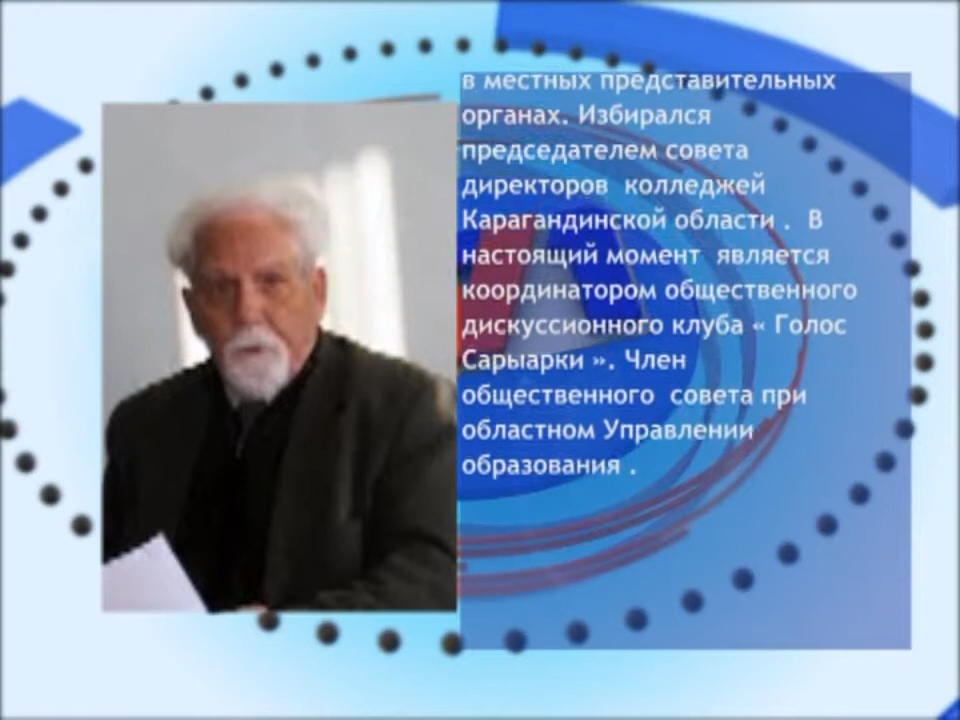 в местных представительных
органах. Избирался
председателем совета
директоров колледжей
Карагандинской области . В
настоящий момент является
координатором общественного
дискуссионного клуба « Голос
Сарыарки ». Член
общественного совета при
областном Управлении
образования .